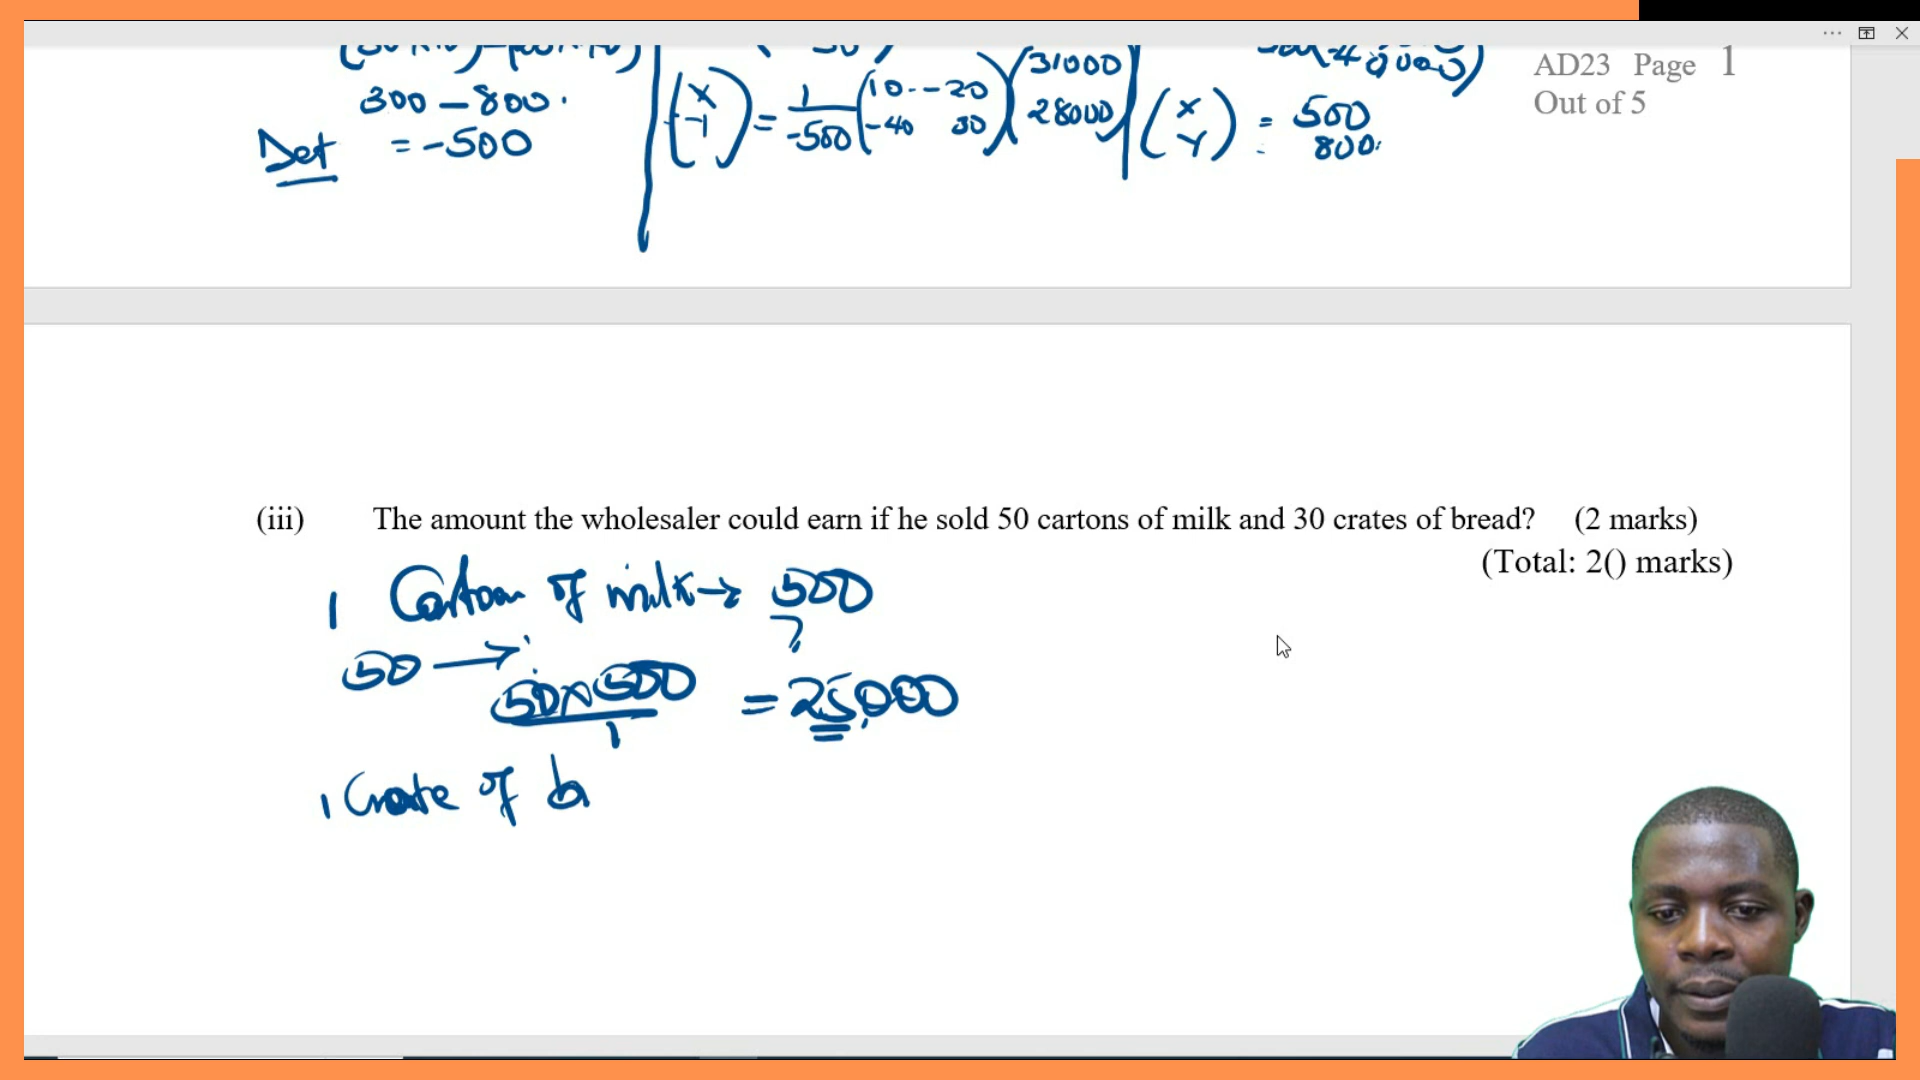 300 - 800.
Det = -500
(x y) = 1/-500 (10 -20 -40 30) (31000 28000)
(x y) = 500 800.
AD23 Page 1
Out of 5
(iii) The amount the wholesaler could earn if he sold 50 cartons of milk and 30 crates of bread? (2 marks)
(Total: 2() marks)
1 Cartoon of milk → 500
50 → ?
50 x 500 / 1 = 25,000
1 Crate of b